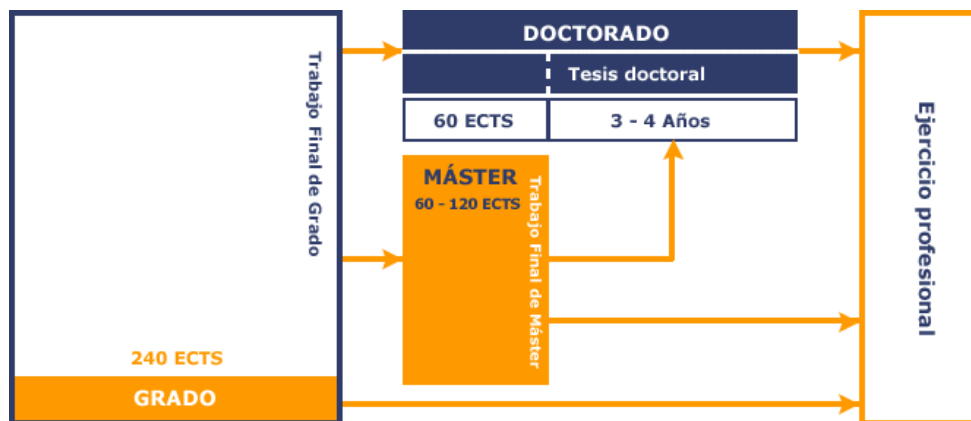 Trabajo Final de Grado
240 ECTS
GRADO
DOCTORADO
Tesis doctoral
60 ECTS
3 - 4 Años
MÁSTER
60 - 120 ECTS
Trabajo Final de Máster
Ejercicio profesional